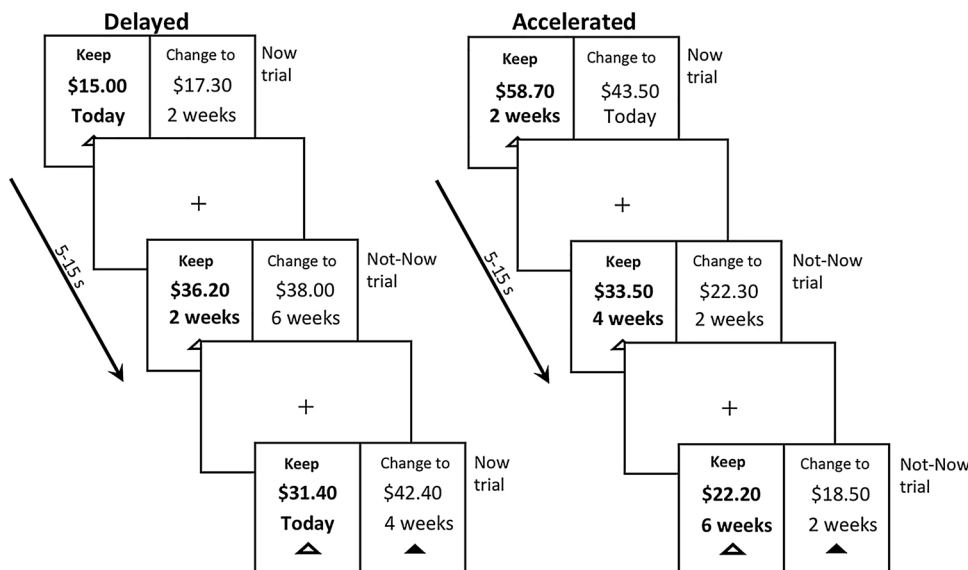 Delayed
Keep
$15.00
Today
Change to
$17.30
2 weeks
Now
trial
+
5-15 s
Keep
$36.20
2 weeks
Change to
$38.00
6 weeks
Not-Now
trial
+
Keep
$31.40
Today
Change to
$42.40
4 weeks
Now
trial
Accelerated
Keep
$58.70
2 weeks
Change to
$43.50
Today
Now
trial
+
5-15 s
Keep
$33.50
4 weeks
Change to
$22.30
2 weeks
Not-Now
trial
+
Keep
$22.20
6 weeks
Change to
$18.50
2 weeks
Not-Now
trial